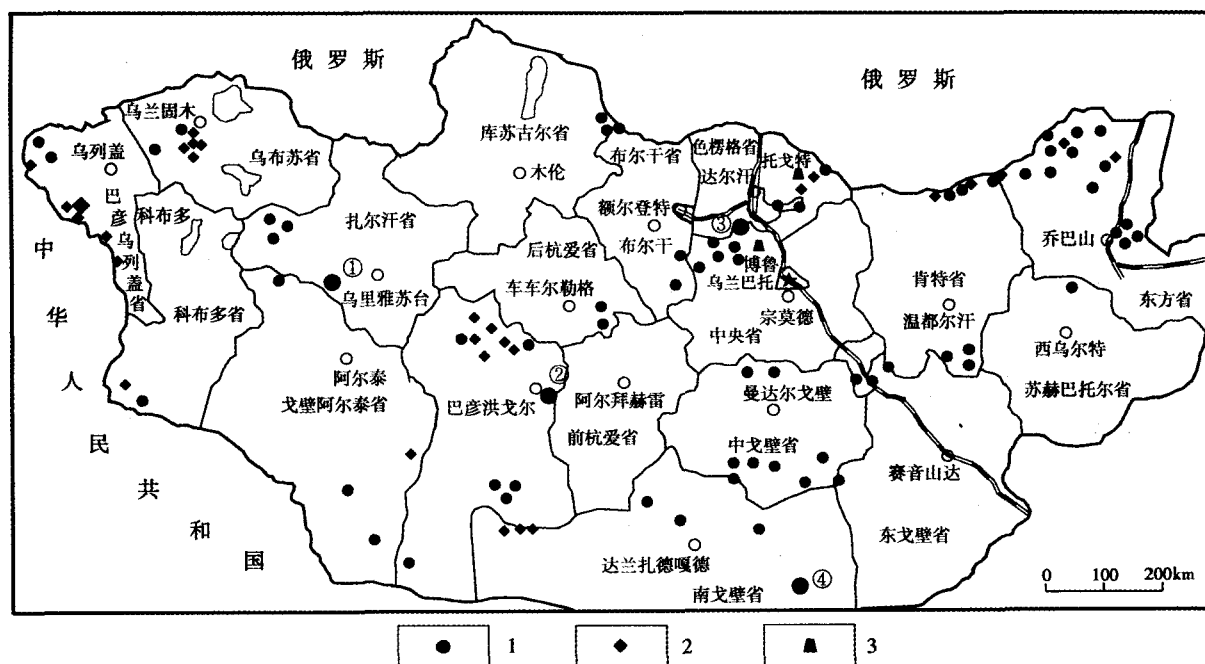 俄罗斯
俄罗斯
乌兰固木
乌列盖
乌布苏省
巴彦乌列盖省
科布多
科布多省
库苏古尔省
木伦
布尔干省
色楞格省
达尔汗
托戈特
扎尔汗省
①
乌里雅苏台
后杭爱省
车车尔勒格
额尔登特
布尔干
③
博鲁
乌兰巴托
宗莫德
中央省
肯特省
温都尔汗
乔巴山
东方省
西乌尔特
苏赫巴托尔省
阿尔泰
戈壁阿尔泰省
巴彦洪戈尔
②
阿尔拜赫雷
前杭爱省
曼达尔戈壁
中戈壁省
赛音山达
东戈壁省
达兰扎德嘎德
南戈壁省
④
中华人民共和国
0 100 200km
1 2 3